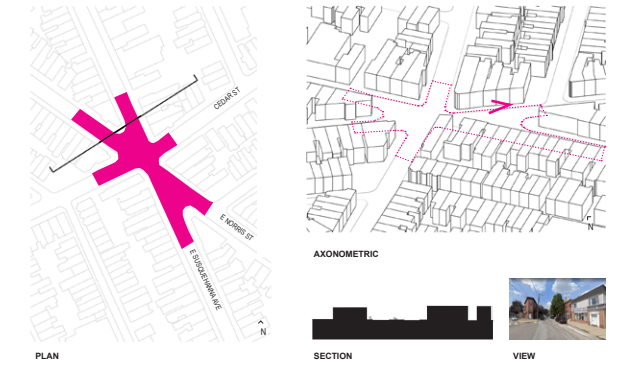 CEDAR ST
E NORRIS ST
E SUSQUEHANNA AVE
N
PLAN
N
AXONOMETRIC
SECTION
VIEW